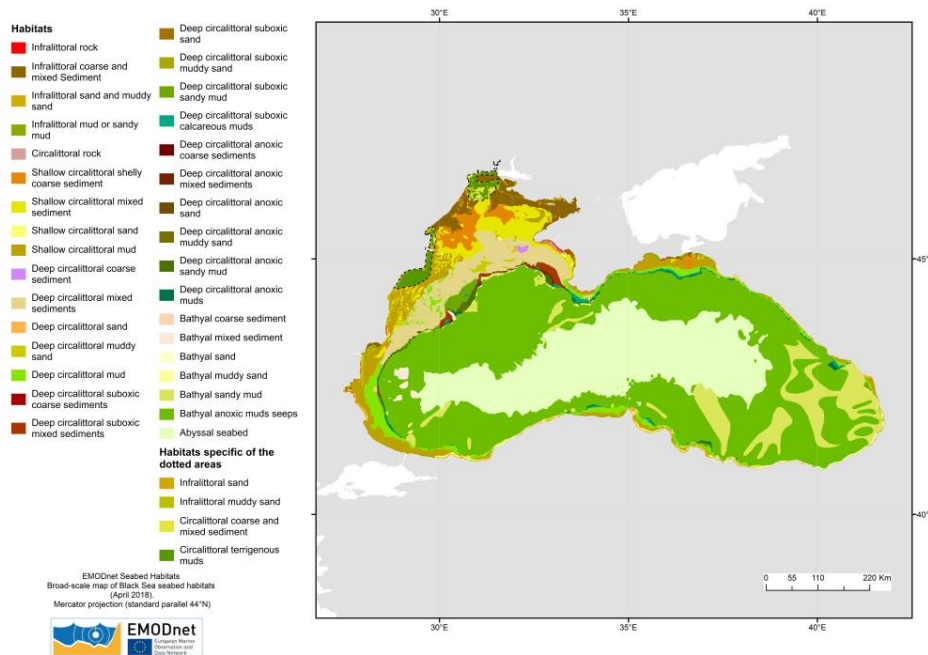 Habitats
Infralittoral rock
Infralittoral coarse and
mixed Sediment
Infralittoral sand and muddy
sand
Infralittoral mud or sandy
mud
Circalittoral rock
Shallow circalittoral shelly
coarse sediment
Shallow circalittoral mixed
sediment
Shallow circalittoral sand
Shallow circalittoral mud
Deep circalittoral coarse
sediment
Deep circalittoral mixed
sediments
Deep circalittoral sand
Deep circalittoral muddy
sand
Deep circalittoral mud
Deep circalittoral suboxic
coarse sediments
Deep circalittoral suboxic
mixed sediments
Deep circalittoral suboxic
sand
Deep circalittoral suboxic
muddy sand
Deep circalittoral suboxic
sandy mud
Deep circalittoral suboxic
calcareous muds
Deep circalittoral anoxic
coarse sediments
Deep circalittoral anoxic
mixed sediments
Deep circalittoral anoxic
sand
Deep circalittoral anoxic
muddy sand
Deep circalittoral anoxic
sandy mud
Deep circalittoral anoxic
muds
Bathyal coarse sediment
Bathyal mixed sediment
Bathyal sand
Bathyal muddy sand
Bathyal sandy mud
Bathyal anoxic muds seeps
Abyssal seabed
Habitats specific of the
dotted areas
Infralittoral sand
Infralittoral muddy sand
Circalittoral coarse and
mixed sediment
Circalittoral terrigenous
muds
EMODnet Seabed Habitats
Broad-scale map of Black Sea seabed habitats
(April 2018).
Mercator projection (standard parallel 44°N)
EMODnet
European Marine
Observation and
Data Network
30°E 35°E 40°E
45°
40°
0 55 110 220 Km
30°E 35°E 40°E